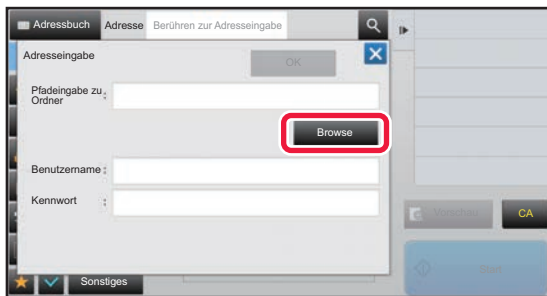 Adressbuch Adresse Berühren zur Adresseingabe
Adresseingabe OK
Pfadeingabe zu
Ordner :
Browse
Benutzername :
Kennwort :
Vorschau CA
Start
Sonstiges